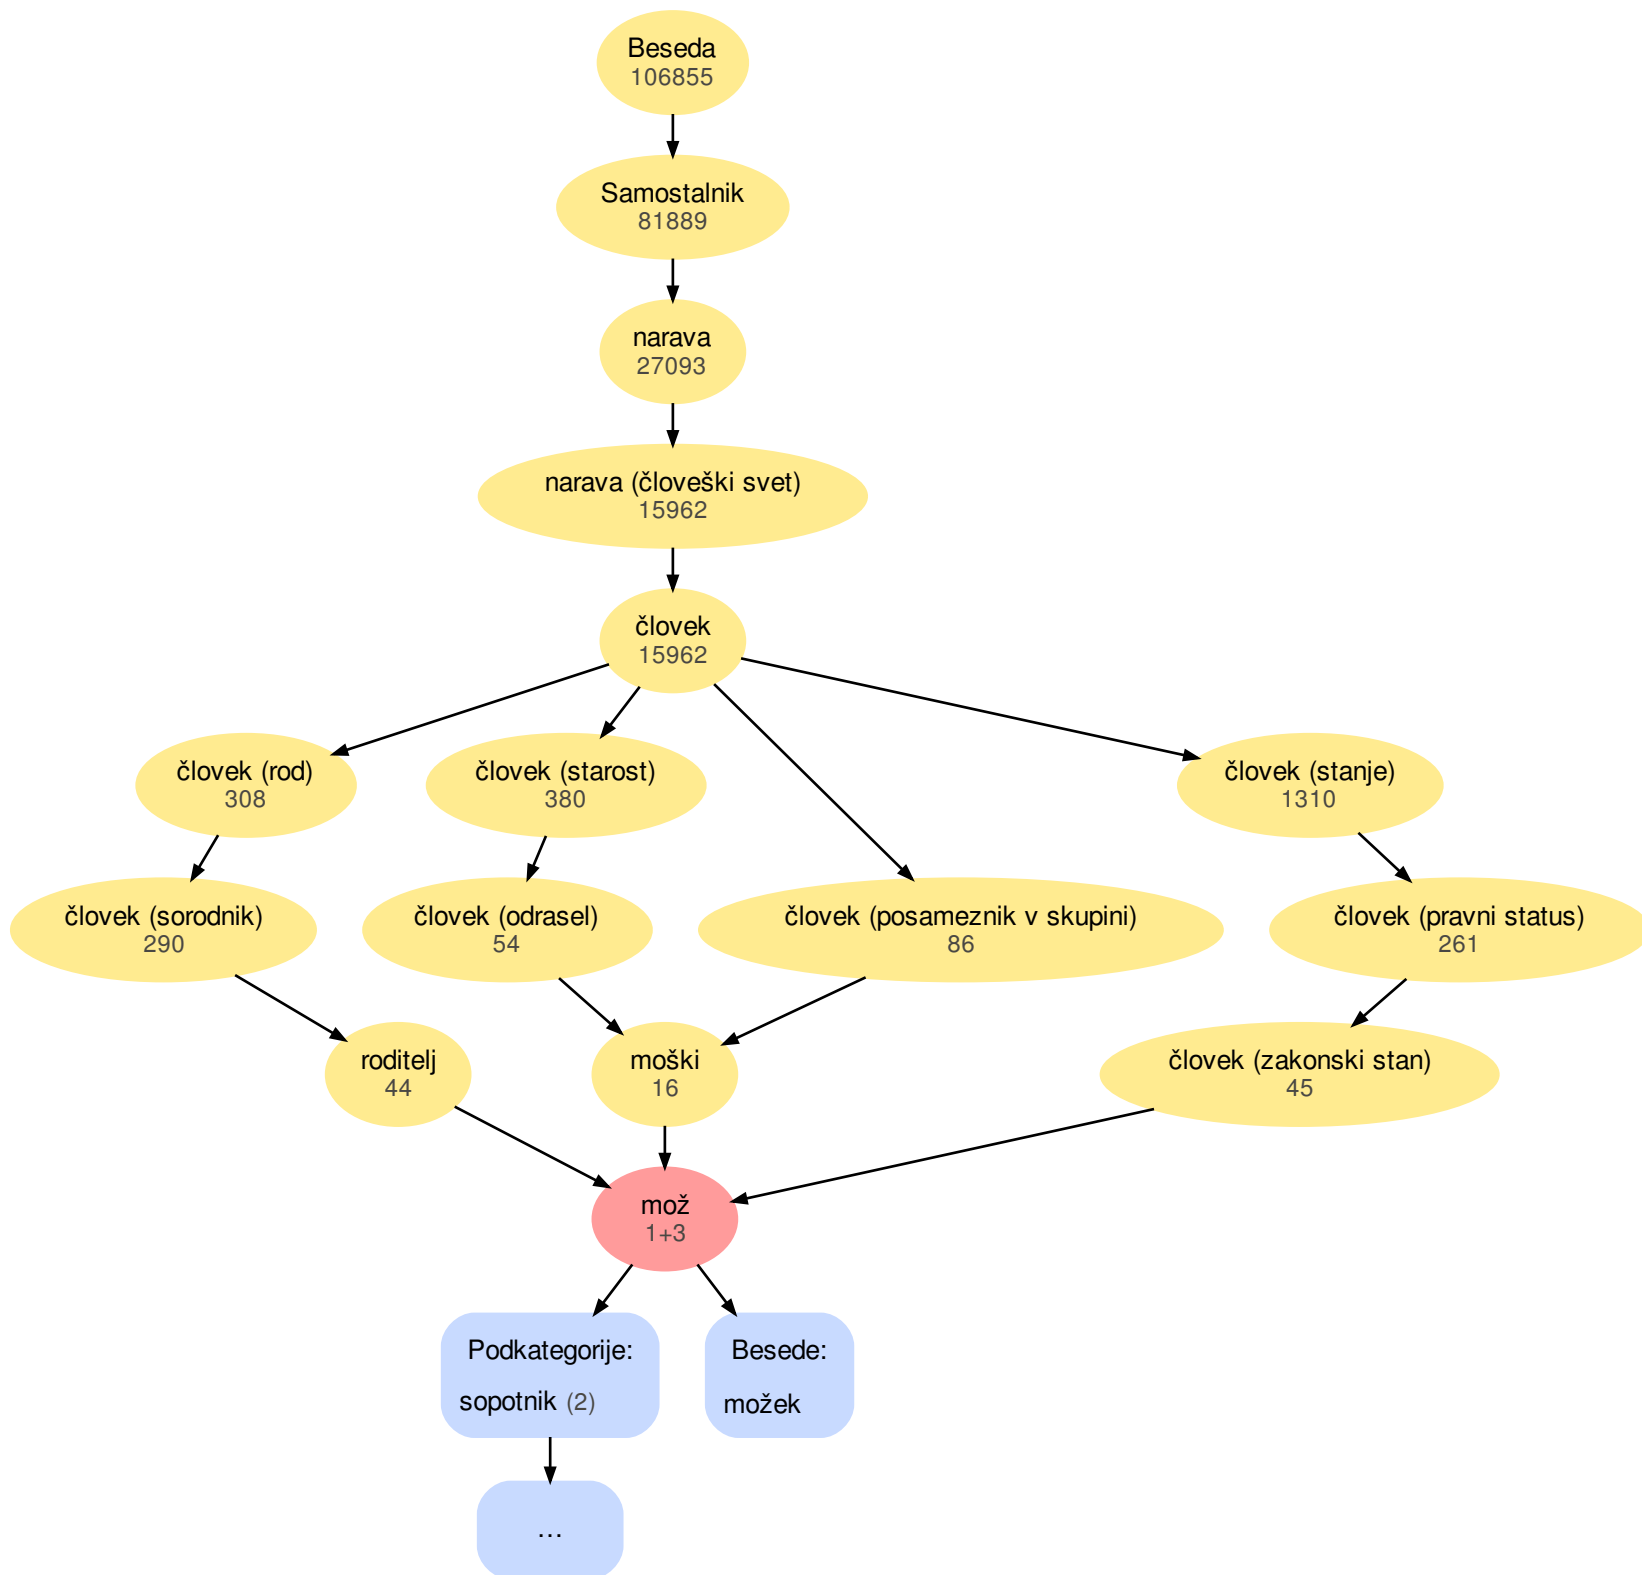 Beseda
106855
Samostalnik
81889
narava
27093
narava (človeški svet)
15962
človek
15962
človek (rod)
308
človek (starost)
380
človek (stanje)
1310
človek (sorodnik)
290
človek (odrasel)
54
človek (posameznik v skupini)
86
človek (pravni status)
261
roditelj
44
moški
16
človek (zakonski stan)
45
mož
1+3
Podkategorije:
sopotnik (2)
Besede:
možek
...